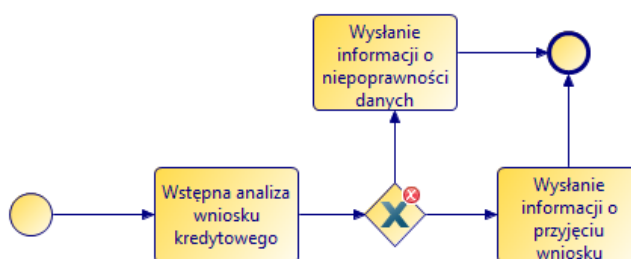 Wysłanie
informacji o
niepoprawności
danych
Wstępna analiza
wniosku
kredytowego
Wysłanie
informacji o
przyjęciu
wniosku